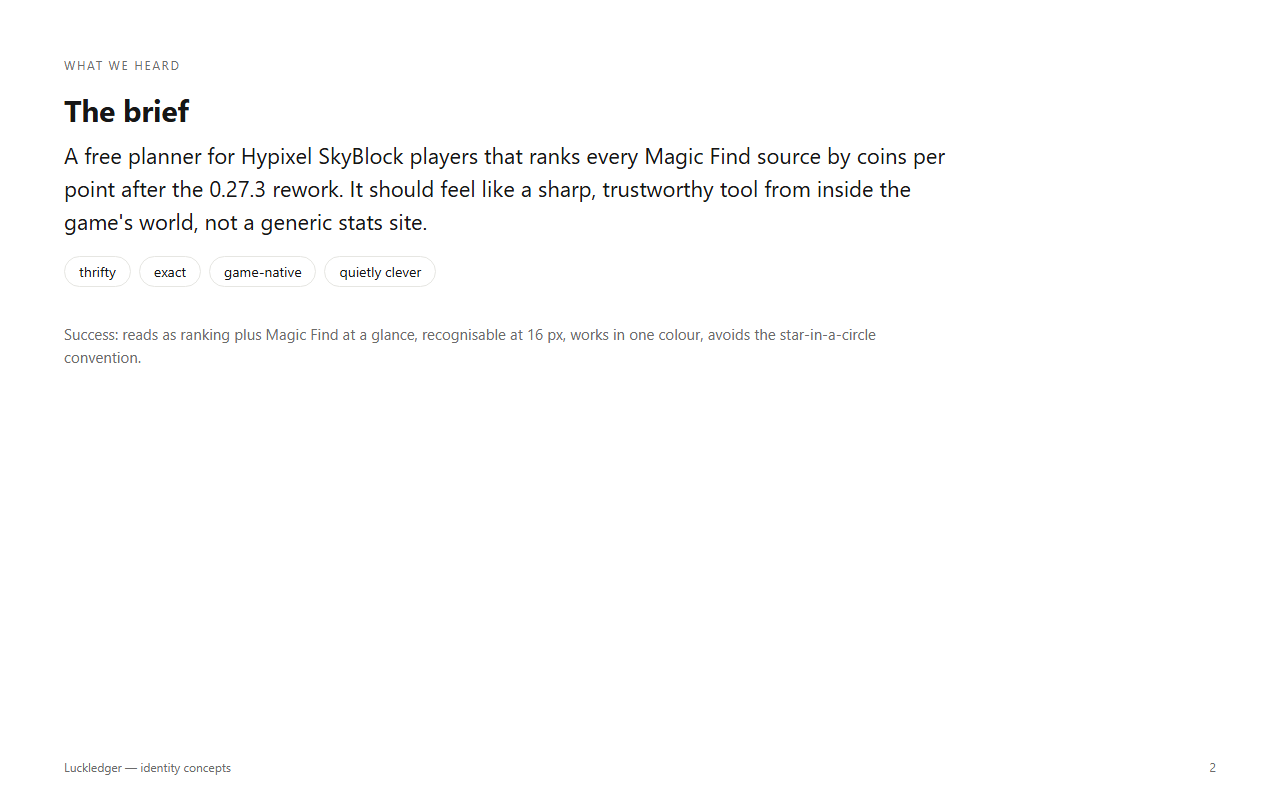 WHAT WE HEARD
The brief
A free planner for Hypixel SkyBlock players that ranks every Magic Find source by coins per
point after the 0.27.3 rework. It should feel like a sharp, trustworthy tool from inside the
game's world, not a generic stats site.
thrifty
exact
game-native
quietly clever
Success: reads as ranking plus Magic Find at a glance, recognisable at 16 px, works in one colour, avoids the star-in-a-circle
convention.
Luckledger — identity concepts
2